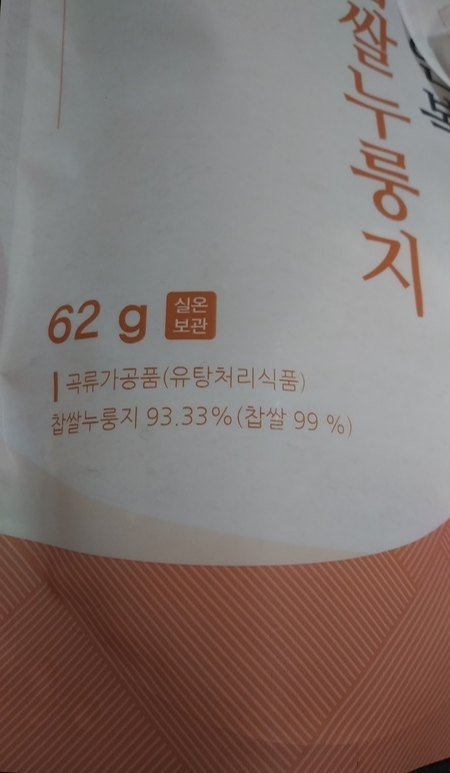 쌀누룽지
62 g
실온
보관
곡류가공품(유탕처리식품)
찹쌀누룽지 93.33%(찹쌀 99 %)